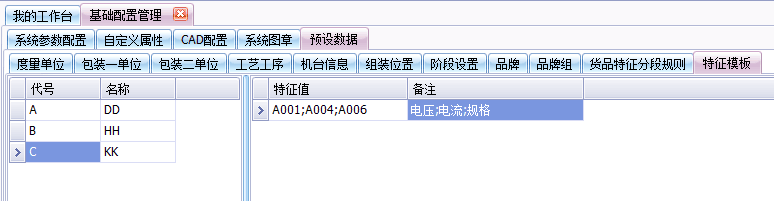 我的工作台 基础配置管理
系统参数配置 自定义属性 CAD配置 系统图章 预设数据
度量单位 包装一单位 包装二单位 工艺工序 机台信息 组装位置 阶段设置 品牌 品牌组 货品特征分段规则 特征模板
代号 名称 特征值 备注
A DD A001;A004;A006 电压;电流;规格
B HH
C KK